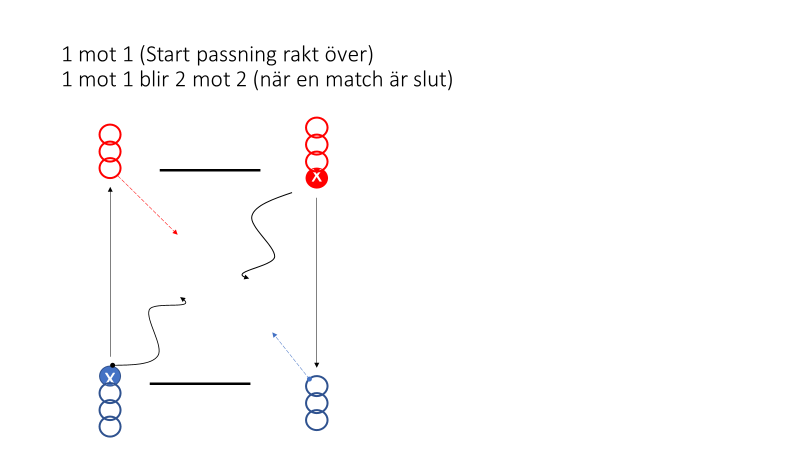 1 mot 1 (Start passning rakt över)
1 mot 1 blir 2 mot 2 (när en match är slut)
X
X